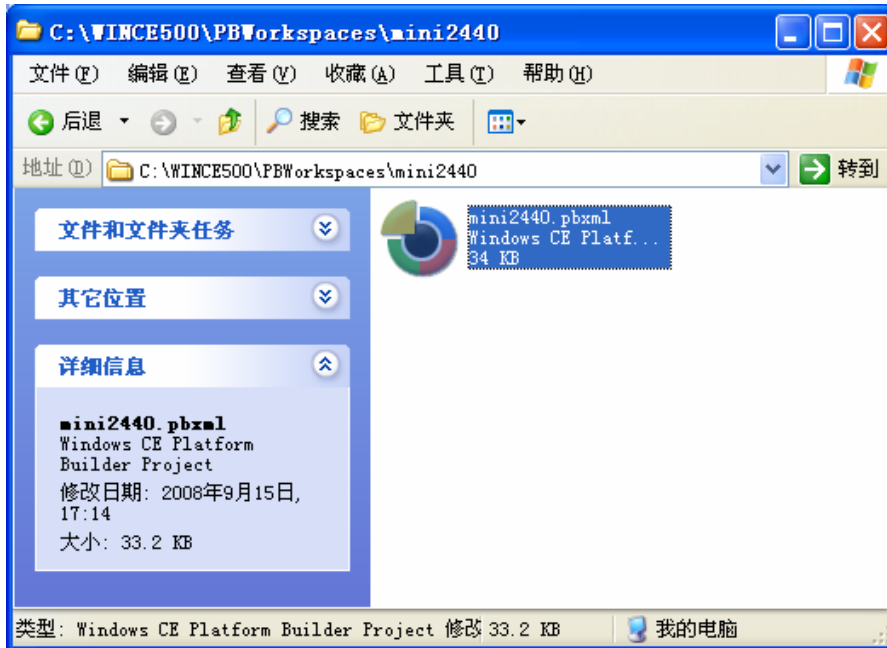 C:\WINCE500\PBWorkspaces\mini2440
文件(F) 编辑(E) 查看(V) 收藏(A) 工具(T) 帮助(H)
后退 搜索 文件夹
地址(D) C:\WINCE500\PBWorkspaces\mini2440 转到
文件和文件夹任务
其它位置
详细信息
mini2440.pbxml
Windows CE Platform
Builder Project
修改日期: 2008年9月15日,
17:14
大小: 33.2 KB
mini2440.pbxml
Windows CE Platf...
34 KB
类型: Windows CE Platform Builder Project 修改 33.2 KB 我的电脑